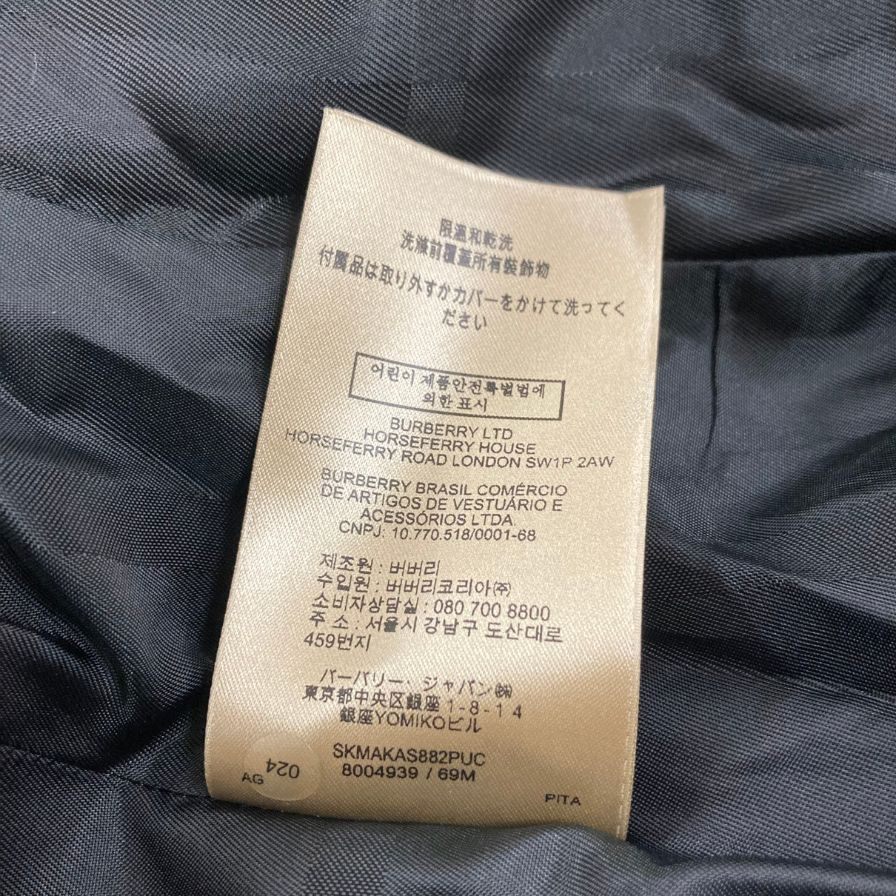 限溫和乾洗
洗滌前覆蓋所有裝飾物
付属品は取り外すかカバーをかけて洗ってく
ださい
어린이 제품안전특별법에
의한 표시
BURBERRY LTD
HORSEFERRY HOUSE
HORSEFERRY ROAD LONDON SW1P 2AW
BURBERRY BRASIL COMÉRCIO
DE ARTIGOS DE VESTUÁRIO E
ACESSÓRIOS LTDA.
CNPJ: 10.770.518/0001-68
제조원 : 버버리
수입원 : 버버리코리아㈜
소비자상담실 : 080 700 8800
주 소 : 서울시 강남구 도산대로
459번지
バーバリー・ジャパン㈱
東京都中央区銀座 1 - 8 - 1 4
銀座YOMIKOビル
SKMAKAS882PUC
8004939 / 69M
AG
024
PITA